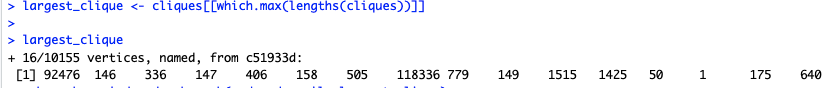 > largest_clique <- cliques[[which.max(lengths(cliques))]]
>
> largest_clique
+ 16/10155 vertices, named, from c51933d:
[1] 92476 146 336 147 406 158 505 118336 779 149 1515 1425 50 1 175 640